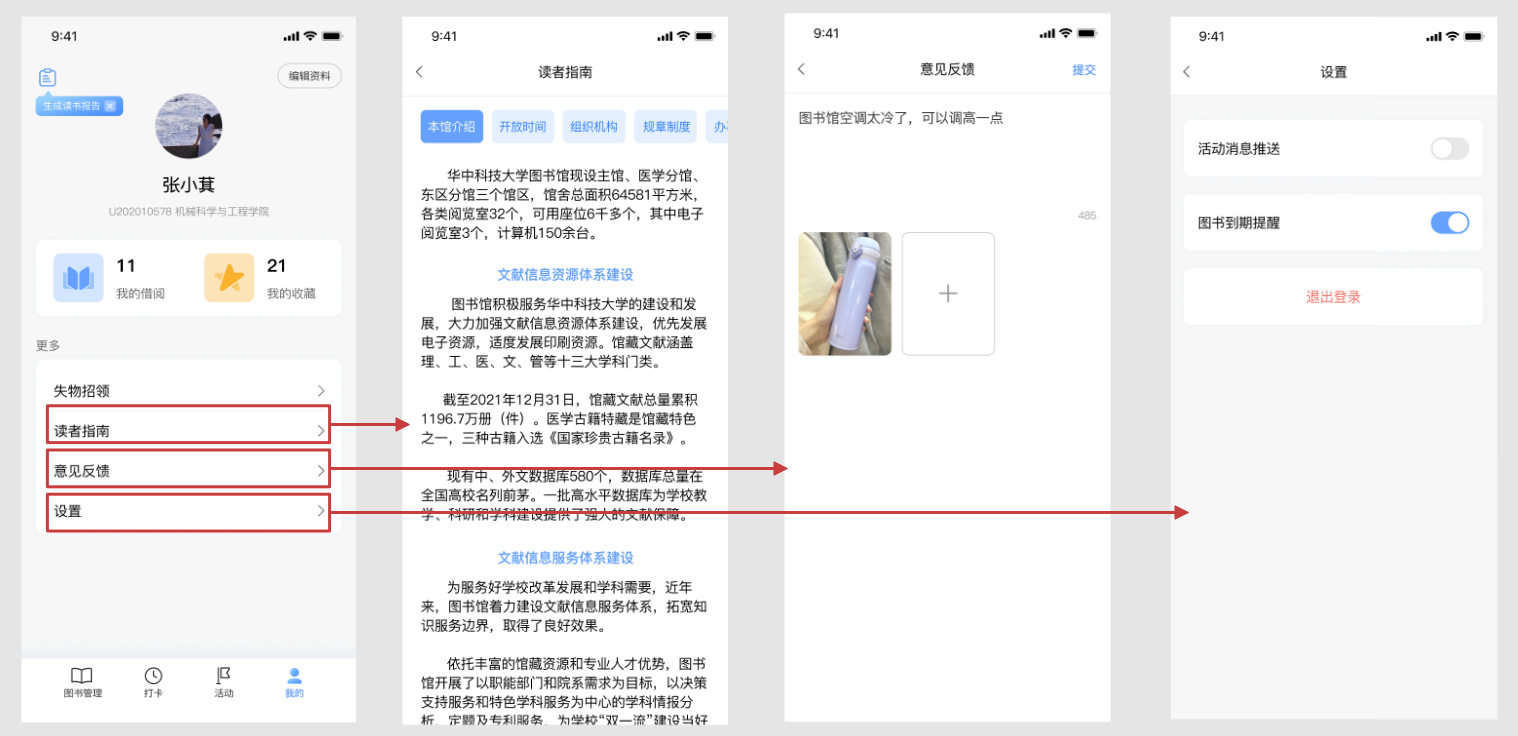 9:41
编辑资料
生成读书报告
张小萁
U202010578 机械科学与工程学院
11
我的借阅
21
我的收藏
更多
失物招领
读者指南
意见反馈
设置
图书管理
打卡
活动
我的
9:41
读者指南
本馆介绍
开放时间
组织机构
规章制度
华中科技大学图书馆现设主馆、医学分馆、
东区分馆三个馆区，馆舍总面积64581平方米，
各类阅览室32个，可用座位6千多个，其中电子
阅览室3个，计算机150余台。
文献信息资源体系建设
图书馆积极服务华中科技大学的建设和发
展，大力加强文献信息资源体系建设，优先发展
电子资源，适度发展印刷资源。馆藏文献涵盖
理、工、医、文、管等十三大学科门类。
截至2021年12月31日，馆藏文献总量累积
1196.7万册（件）。医学古籍特藏是馆藏特色
之一，三种古籍入选《国家珍贵古籍名录》。
现有中、外文数据库580个，数据库总量在
全国高校名列前茅。一批高水平数据库为学校教
学、科研和学科建设提供了强大的文献保障。
文献信息服务体系建设
为服务好学校改革发展和学科需要，近年
来，图书馆着力建设文献信息服务体系，拓宽知
识服务边界，取得了良好效果。
依托丰富的馆藏资源和专业人才优势，图书
馆开展了以职能部门和院系需求为目标，以决策
支持服务和特色学科服务为中心的学科情报分
析、定题及专利服务，为学校“双一流”建设当好
9:41
意见反馈
提交
图书馆空调太冷了，可以调高一点
485
9:41
设置
活动消息推送
图书到期提醒
退出登录